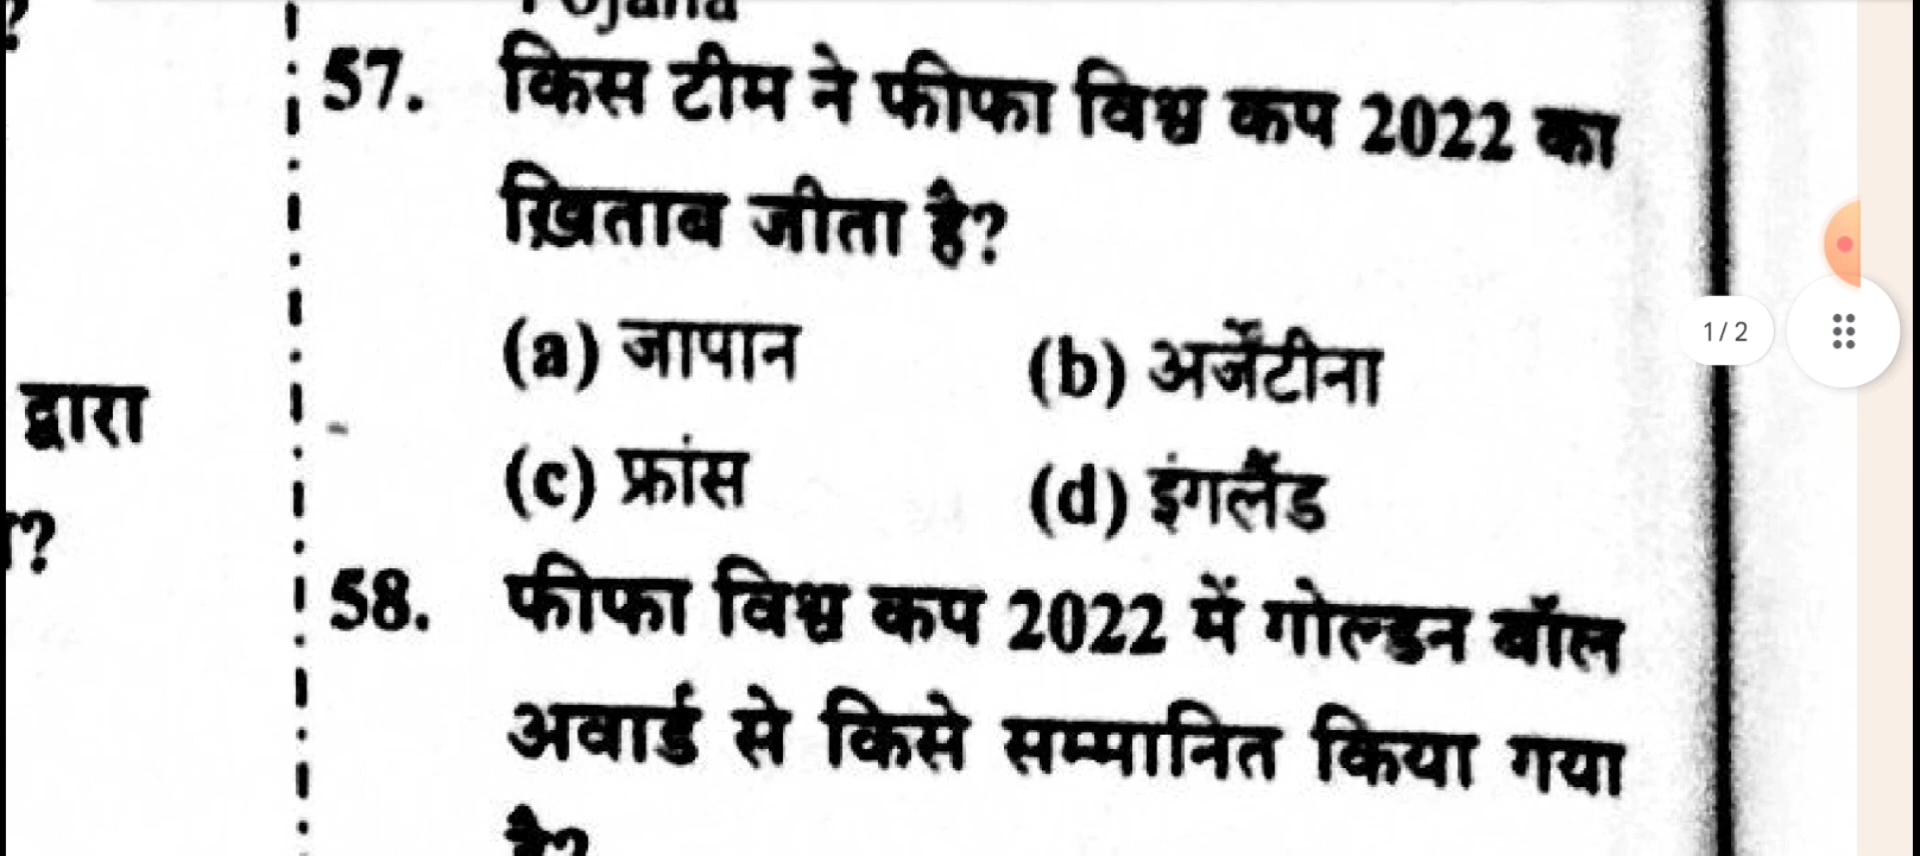 57. किस टीम ने फीफा विश्व कप 2022 का
ख़िताब जीता है?
(a) जापान (b) अर्जेंटीना
द्वारा
(c) फ्रांस (d) इंगलैंड
?
58. फीफा विश्व कप 2022 में गोल्डन बॉल
अवार्ड से किसे सम्मानित किया गया
है?
1/2